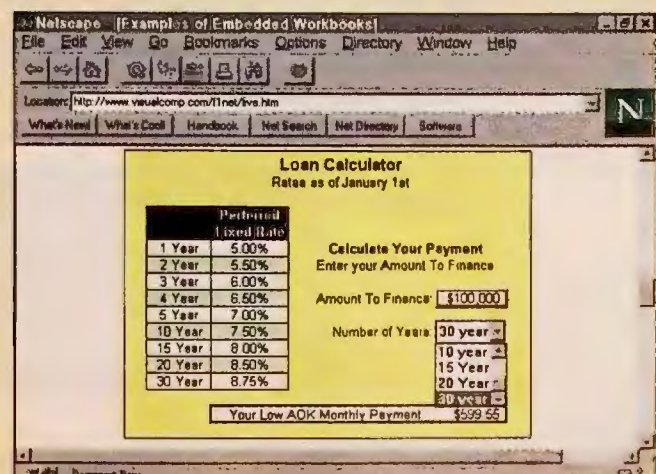 Netscape - [Examples of Embedded Workbooks]
File Edit View Go Bookmarks Options Directory Window Help
Location: http://www.visualcomp.com/f1net/live.htm
What's New! What's Cool! Handbook Net Search Net Directory Software
N
Loan Calculator
Rates as of January 1st
Preferred
Fixed Rate
1 Year 5.00%
2 Year 5.50%
3 Year 6.00%
4 Year 6.50%
5 Year 7.00%
10 Year 7.50%
15 Year 8.00%
20 Year 8.50%
30 Year 8.75%
Calculate Your Payment
Enter your Amount To Finance
Amount To Finance: $100,000
Number of Years: 30 year
10 year
15 Year
20 Year
30 year
Your Low AOK Monthly Payment $599.55